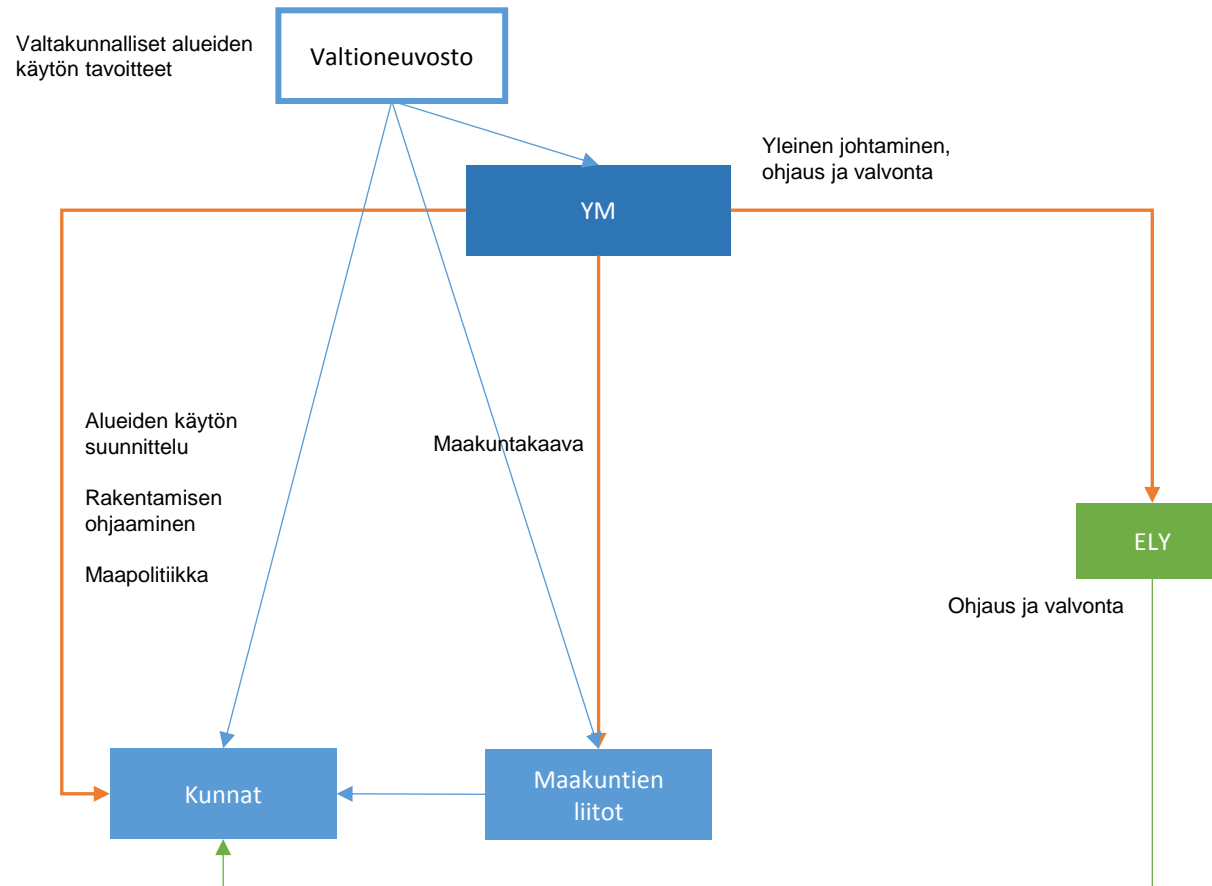 Valtakunnalliset alueiden
käytön tavoitteet
Valtioneuvosto
Yleinen johtaminen,
ohjaus ja valvonta
YM
Alueiden käytön
suunnittelu
Rakentamisen
ohjaaminen
Maapolitiikka
Maakuntakaava
ELY
Ohjaus ja valvonta
Kunnat
Maakuntien
liitot